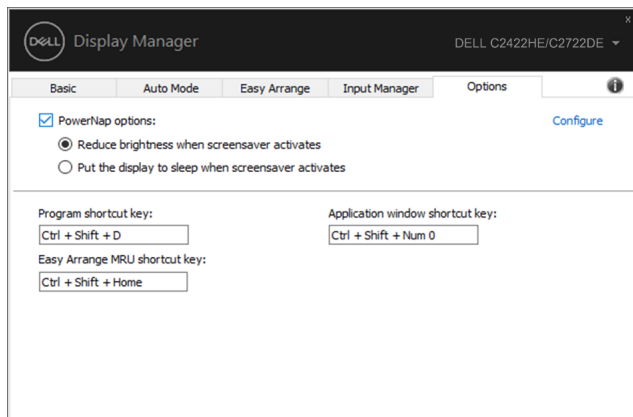 x
DELL Display Manager
DELL C2422HE/C2722DE
Basic Auto Mode Easy Arrange Input Manager Options i
PowerNap options: Configure
Reduce brightness when screensaver activates
Put the display to sleep when screensaver activates
Program shortcut key: Application window shortcut key:
Ctrl + Shift + D Ctrl + Shift + Num 0
Easy Arrange MRU shortcut key:
Ctrl + Shift + Home